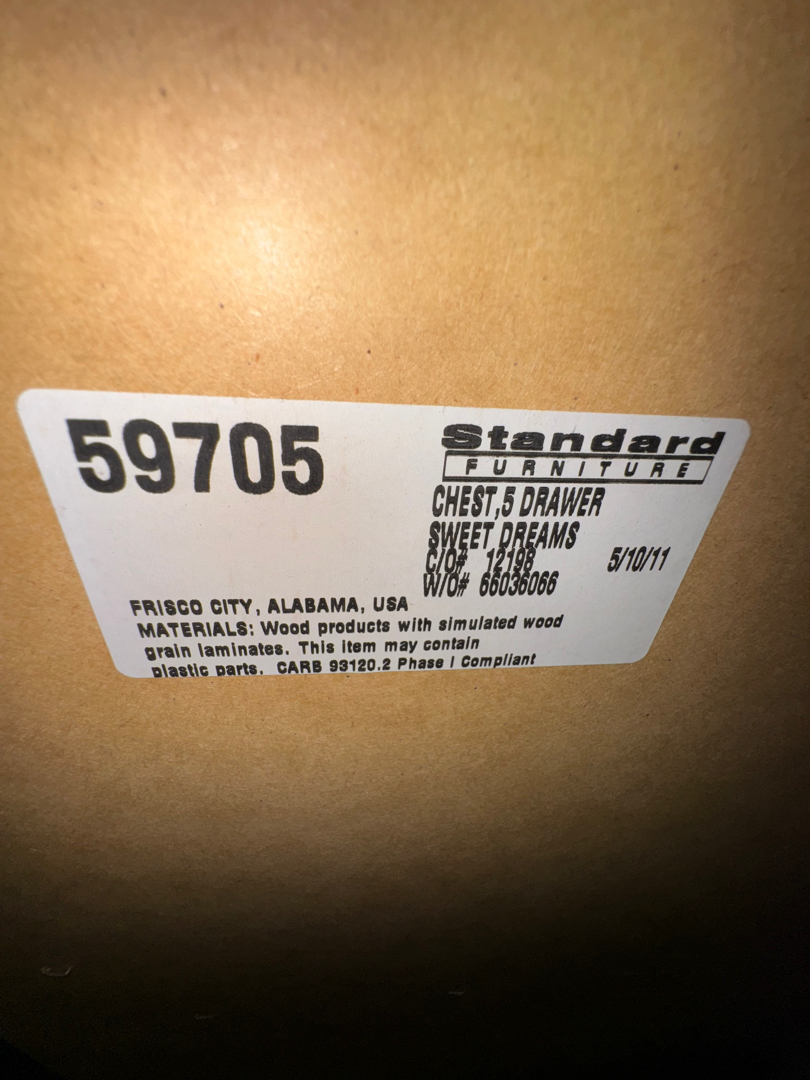 59705
Standard
FURNITURE
CHEST,5 DRAWER
SWEET DREAMS
C/O# 12198 5/10/11
W/O# 66036066
FRISCO CITY, ALABAMA, USA
MATERIALS: Wood products with simulated wood
grain laminates. This item may contain
plastic parts. CARB 93120.2 Phase I Compliant